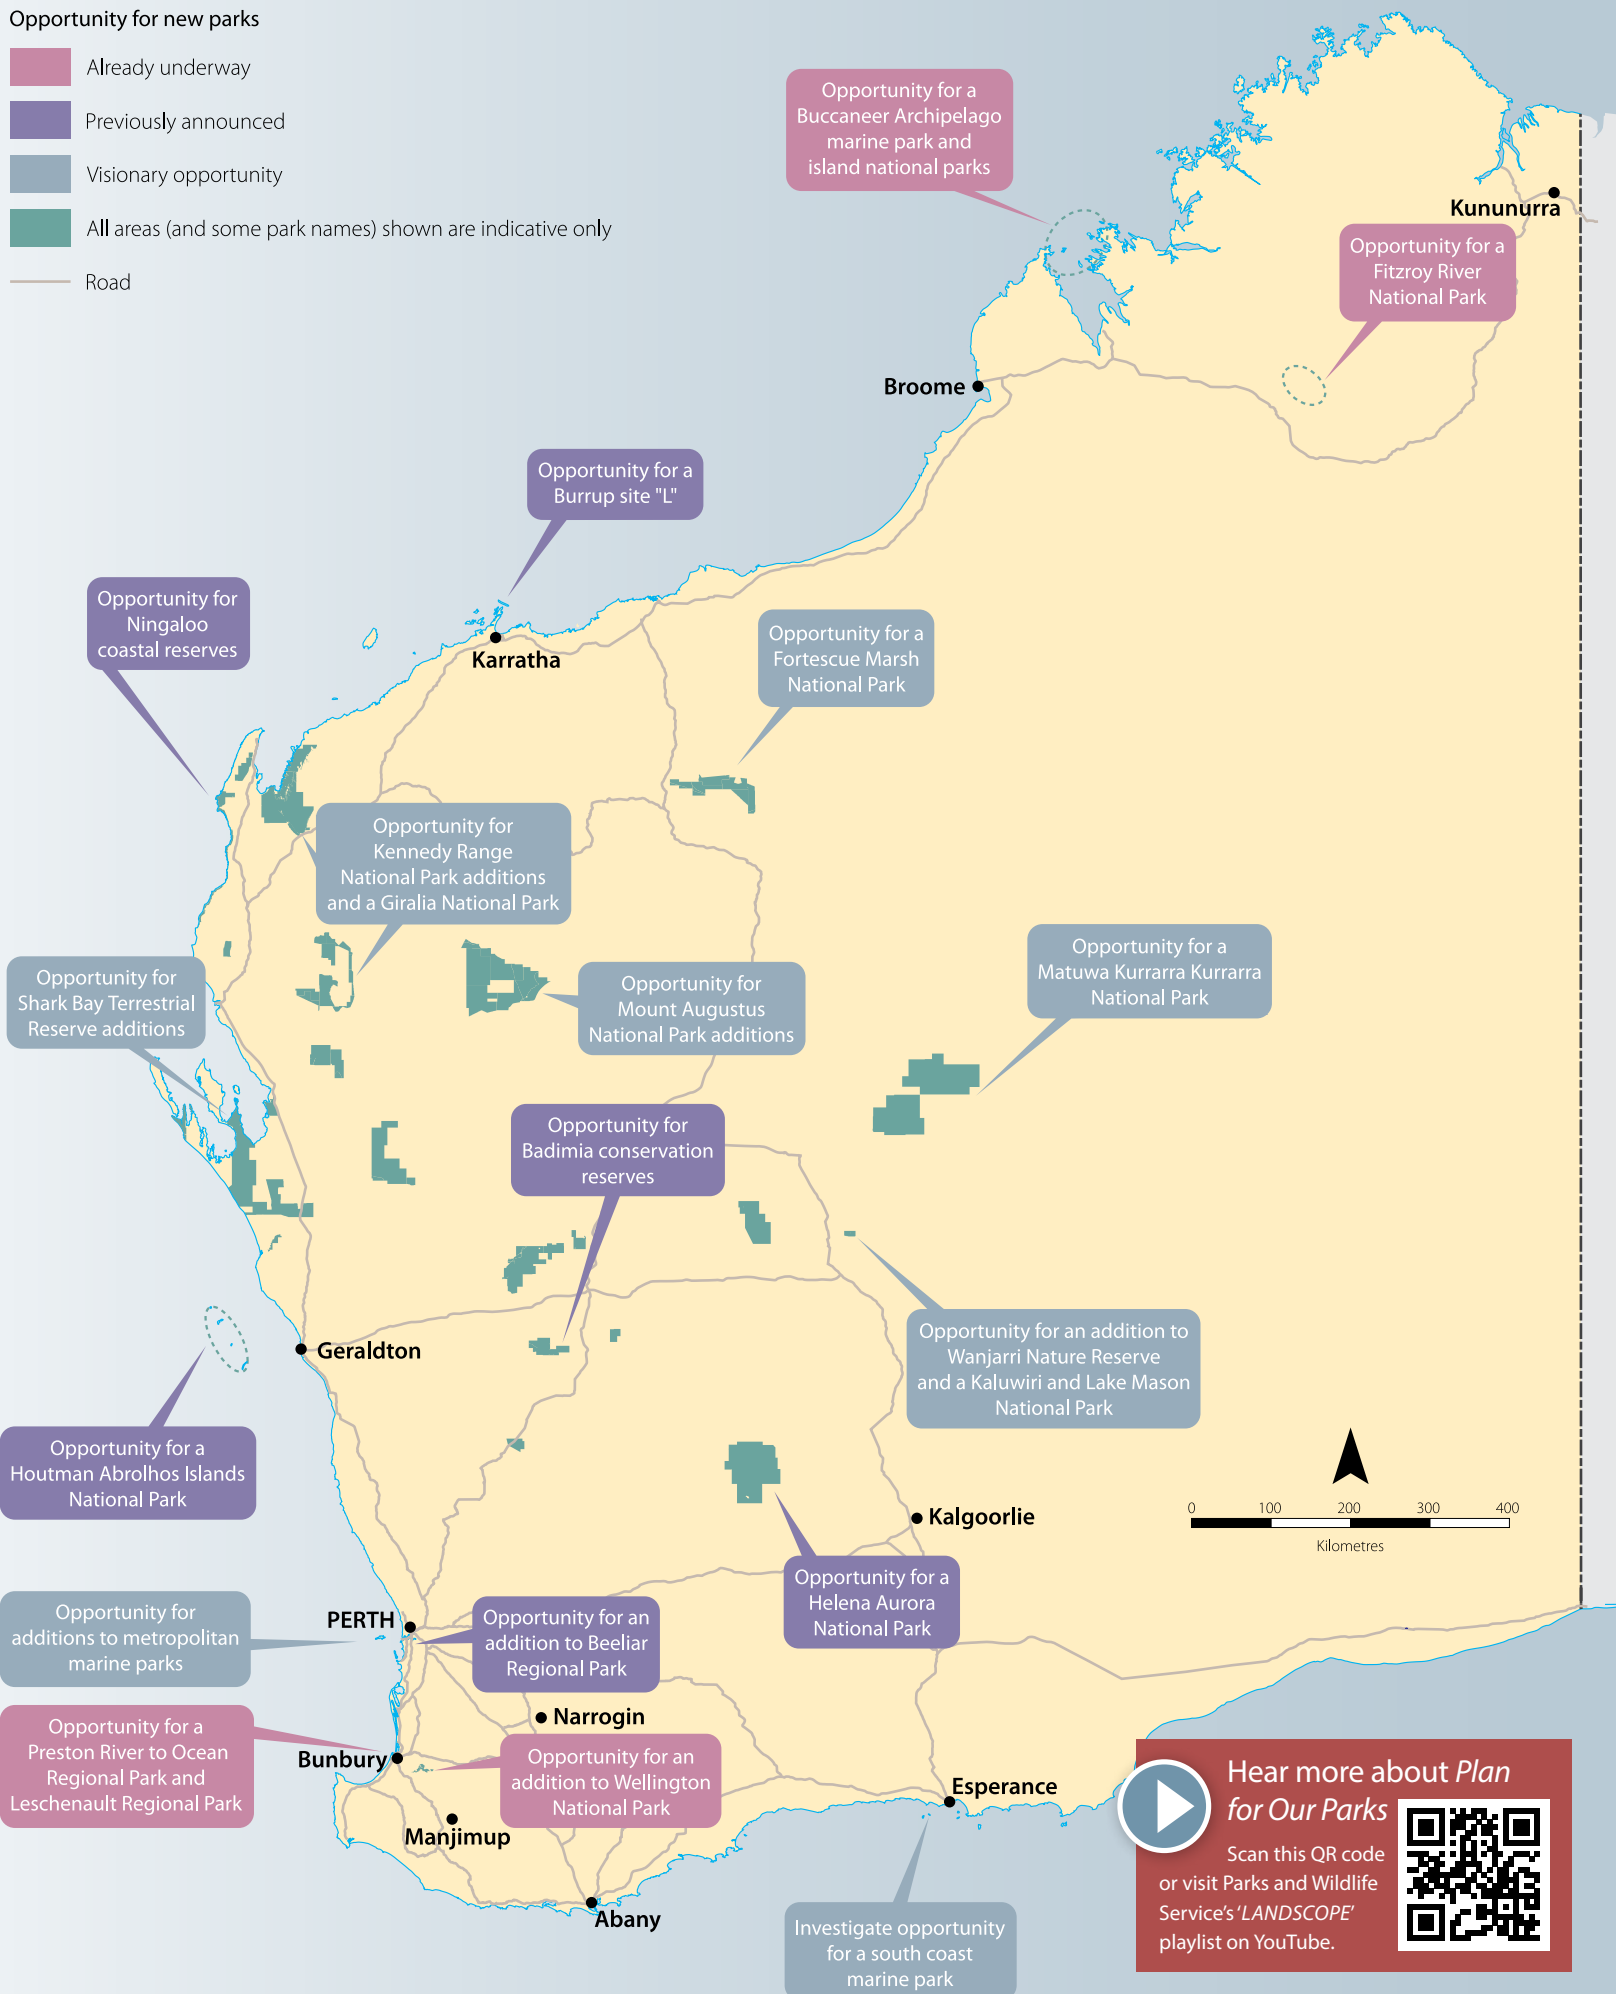 Opportunity for new parks
Already underway
Previously announced
Visionary opportunity
All areas (and some park names) shown are indicative only
Road
Opportunity for a
Buccaneer Archipelago
marine park and
island national parks
Kununurra
Opportunity for a
Fitzroy River
National Park
Broome
Opportunity for a
Burrup site "L"
Opportunity for
Ningaloo
coastal reserves
Karratha
Opportunity for a
Fortescue Marsh
National Park
Opportunity for
Kennedy Range
National Park additions
and a Giralia National Park
Opportunity for
Shark Bay Terrestrial
Reserve additions
Opportunity for
Mount Augustus
National Park additions
Opportunity for a
Matuwa Kurrarra Kurrarra
National Park
Opportunity for
Badimia conservation
reserves
Geraldton
Opportunity for an addition to
Wanjarri Nature Reserve
and a Kaluwiri and Lake Mason
National Park
Opportunity for a
Houtman Abrolhos Islands
National Park
Kalgoorlie
0 100 200 300 400
Kilometres
Opportunity for a
Helena Aurora
National Park
Opportunity for
additions to metropolitan
marine parks
PERTH
Opportunity for an
addition to Beeliar
Regional Park
Narrogin
Opportunity for a
Preston River to Ocean
Regional Park and
Leschenault Regional Park
Bunbury
Opportunity for an
addition to Wellington
National Park
Esperance
Manjimup
Abany
Investigate opportunity
for a south coast
marine park
Hear more about Plan
for Our Parks
Scan this QR code
or visit Parks and Wildlife
Service's 'LANDSCOPE'
playlist on YouTube.